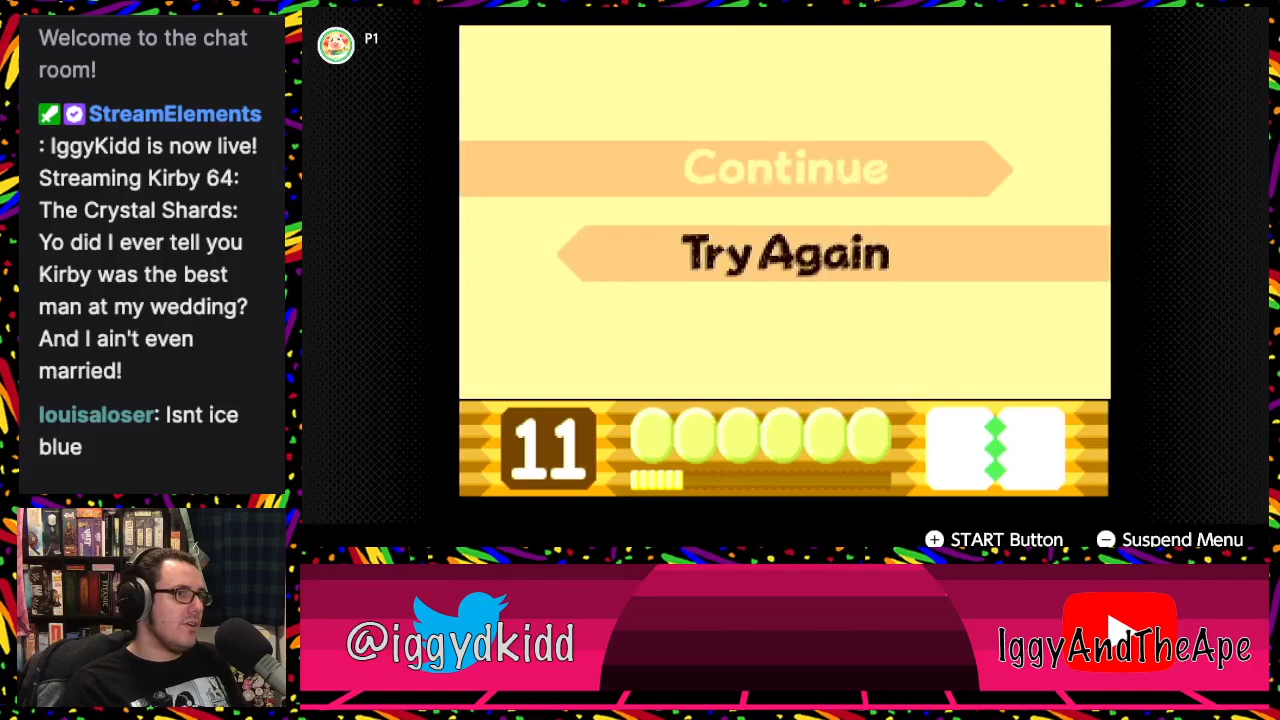 Welcome to the chat
room!
StreamElements
: IggyKidd is now live!
Streaming Kirby 64:
The Crystal Shards:
Yo did I ever tell you
Kirby was the best
man at my wedding?
And I ain't even
married!
louisaloser: Isnt ice
blue
P1
Continue
Try Again
11
START Button
Suspend Menu
@iggydkidd
IggyAndTheApe